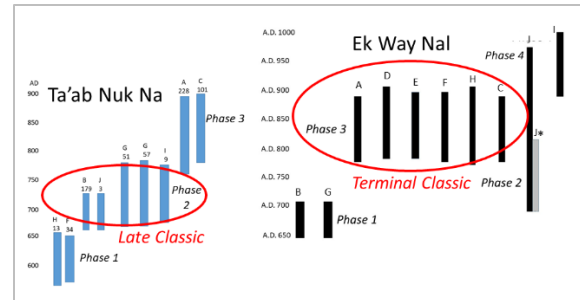 Ta'ab Nuk Na
AD
900
800
750
700
650
600
H
13
F
34
B
179
J
3
G
51
G
57
I
9
A
228
C
101
Phase 1
Phase
2
Phase 3
Late Classic
Ek Way Nal
A.D. 1000
A.D. 950
A.D. 900
A.D. 850
A.D. 800
A.D. 750
A.D. 700
A.D. 650
B
G
A
D
E
F
H
C
J
J*
I
Phase 1
Phase 2
Phase 3
Phase 4
Terminal Classic